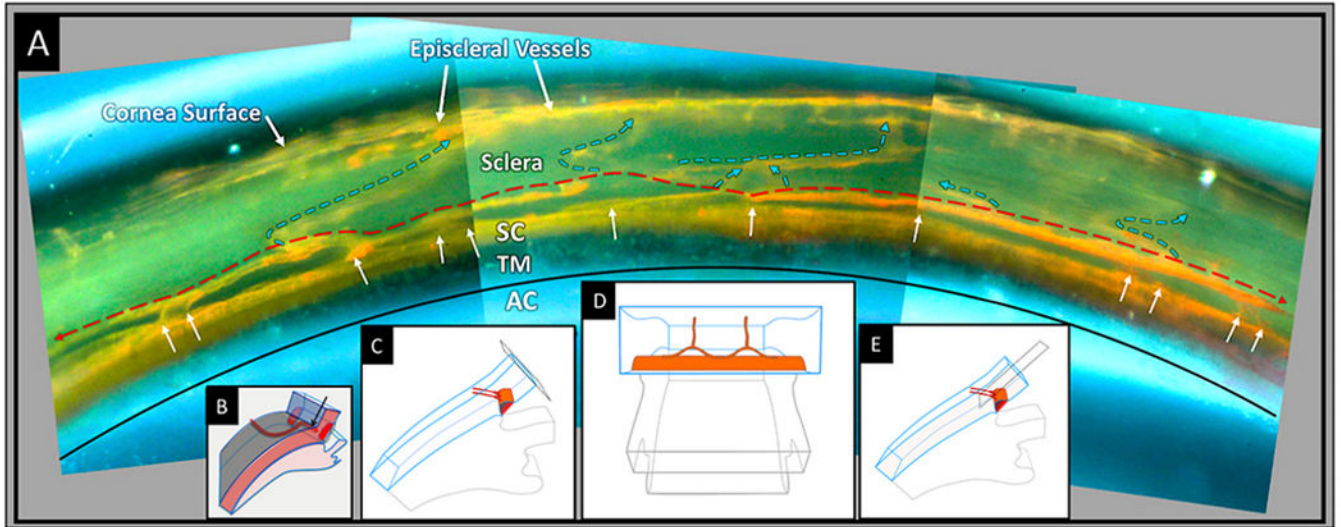 A
Episcleral Vessels
Cornea Surface
Sclera
SC
TM
AC
B
C
D
E